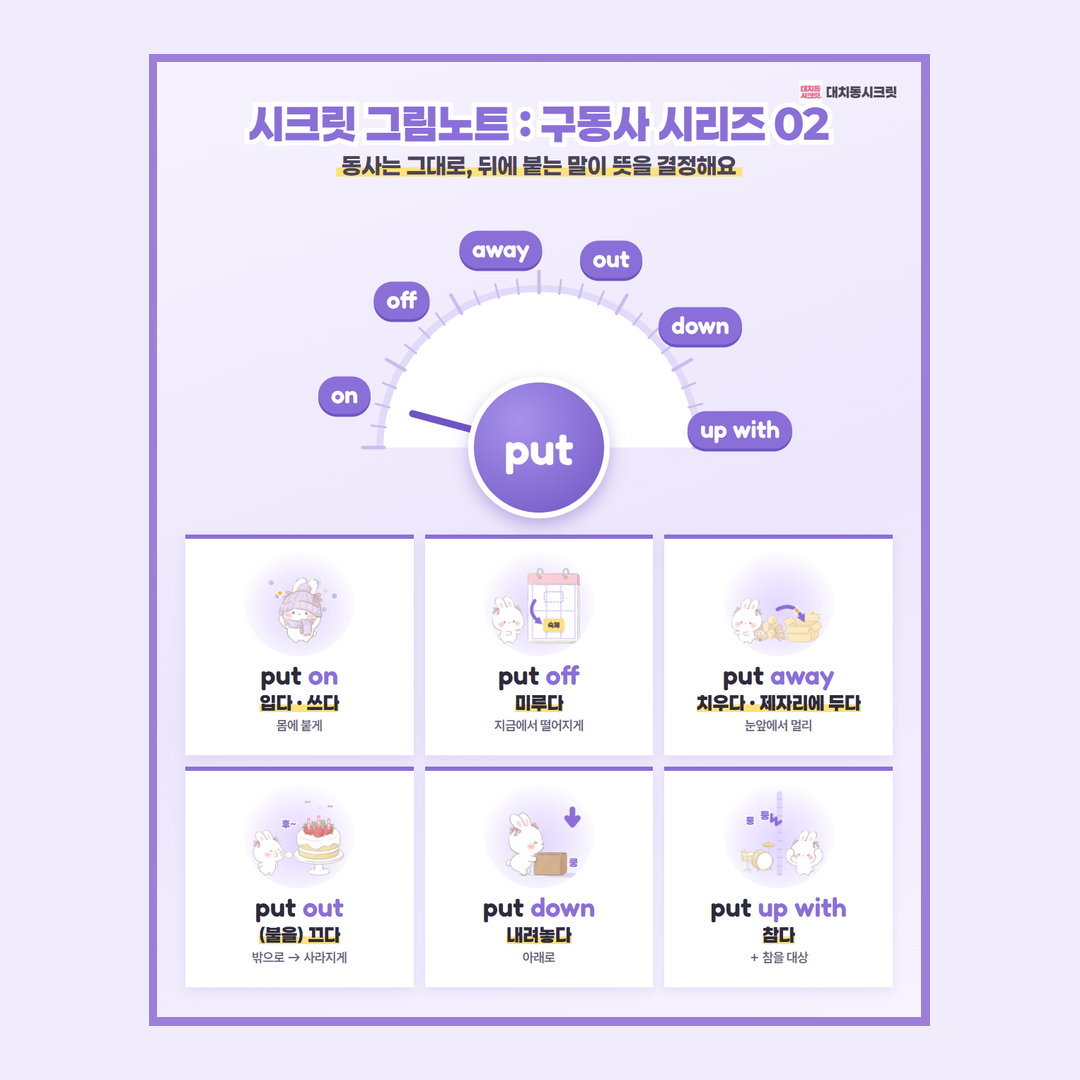 대치동
시크릿
대치동시크릿
시크릿 그림노트 : 구동사 시리즈 02
동사는 그대로, 뒤에 붙는 말이 뜻을 결정해요
away
out
off
down
on
up with
put
숙제
put on
입다 · 쓰다
몸에 붙게
put off
미루다
지금에서 떨어지게
put away
치우다 · 제자리에 두다
눈앞에서 멀리
후~
쿵
둥 둥
put out
(불을) 끄다
밖으로 → 사라지게
put down
내려놓다
아래로
put up with
참다
+ 참을 대상